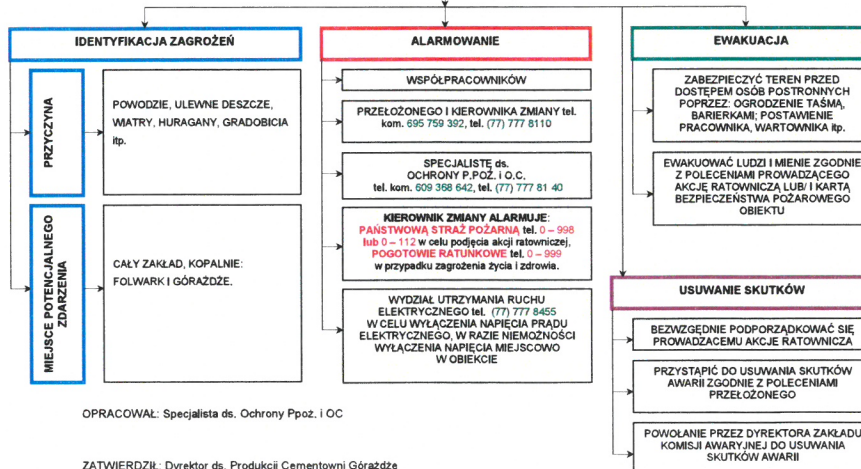 IDENTYFIKACJA ZAGROŻEŃ
PRZYCZYNA
POWODZIE, ULEWNE DESZCZE,
WIATRY, HURAGANY, GRADOBICIA
itp.
MIEJSCE POTENCJALNEGO
ZDARZENIA
CAŁY ZAKŁAD, KOPALNIE:
FOLWARK I GÓRAŻDŻE.
ALARMOWANIE
WSPÓŁPRACOWNIKÓW
PRZEŁOŻONEGO I KIEROWNIKA ZMIANY tel.
kom. 695 759 392, tel. (77) 777 8110
SPECJALISTĘ ds.
OCHRONY P.POŻ. i O.C.
tel. kom. 609 368 642, tel. (77) 777 81 40
KIEROWNIK ZMIANY ALARMUJE:
PAŃSTWOWĄ STRAŻ POŻARNĄ tel. 0 – 998
lub 0 – 112 w celu podjęcia akcji ratowniczej,
POGOTOWIE RATUNKOWE tel. 0 – 999
w przypadku zagrożenia życia i zdrowia.
WYDZIAŁ UTRZYMANIA RUCHU
ELEKTRYCZNEGO tel. (77) 777 8455
W CELU WYŁĄCZENIA NAPIĘCIA PRĄDU
ELEKTRYCZNEGO, W RAZIE NIEMOŻNOŚCI
WYŁĄCZENIA NAPIĘCIA MIEJSCOWO
W OBIEKCIE
EWAKUACJA
ZABEZPIECZYĆ TEREN PRZED
DOSTĘPEM OSÓB POSTRONNYCH
POPRZEZ: OGRODZENIE TAŚMĄ,
BARIERKAMI; POSTAWIENIE
PRACOWNIKA, WARTOWNIKA itp.
EWAKUOWAĆ LUDZI I MIENIE ZGODNIE
Z POLECENIAMI PROWADZĄCEGO
AKCJĘ RATOWNICZĄ LUB/ I KARTĄ
BEZPIECZEŃSTWA POŻAROWEGO
OBIEKTU
USUWANIE SKUTKÓW
BEZWZGLĘDNIE PODPORZĄDKOWAĆ SIĘ
PROWADZACEMU AKCJE RATOWNICZA
PRZYSTĄPIĆ DO USUWANIA SKUTKÓW
AWARII ZGODNIE Z POLECENIAMI
PRZEŁOŻONEGO
POWOŁANIE PRZEZ DYREKTORA ZAKŁADU
KOMISJI AWARYJNEJ DO USUWANIA
SKUTKÓW AWARII
OPRACOWAŁ: Specjalista ds. Ochrony Ppoż. i OC
ZATWIERDZIŁ: Dyrektor ds. Produkcji Cementowni Górażdże